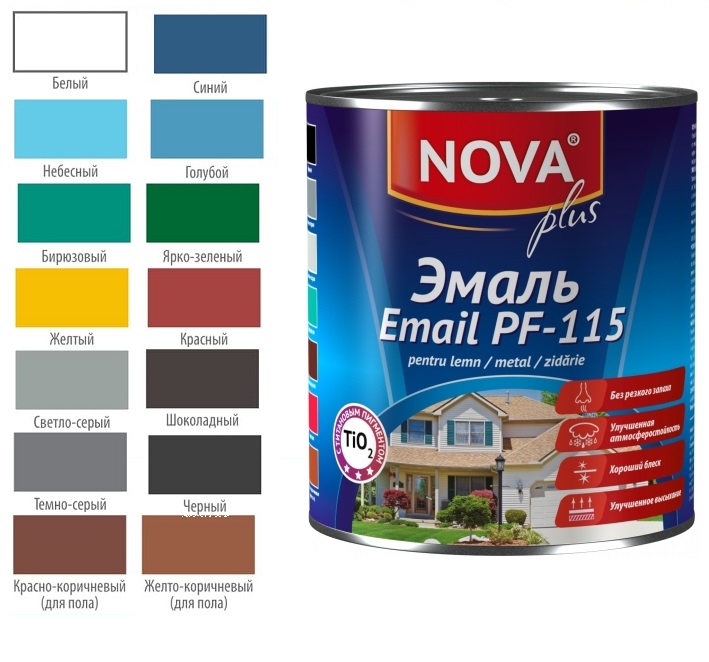 Белый
Синий
Небесный
Голубой
Бирюзовый
Ярко-зеленый
Желтый
Красный
Светло-серый
Шоколадный
Темно-серый
Черный
Красно-коричневый
(для пола)
Желто-коричневый
(для пола)
NOVA®
plus
Эмаль
Email PF-115
pentru lemn / metal / zidărie
С ТИТАНОВЫМ ПИГМЕНТОМ
TiO2
Без резкого запаха
Улучшенная
атмосферостойкость
Хороший блеск
Улучшенное высыхание